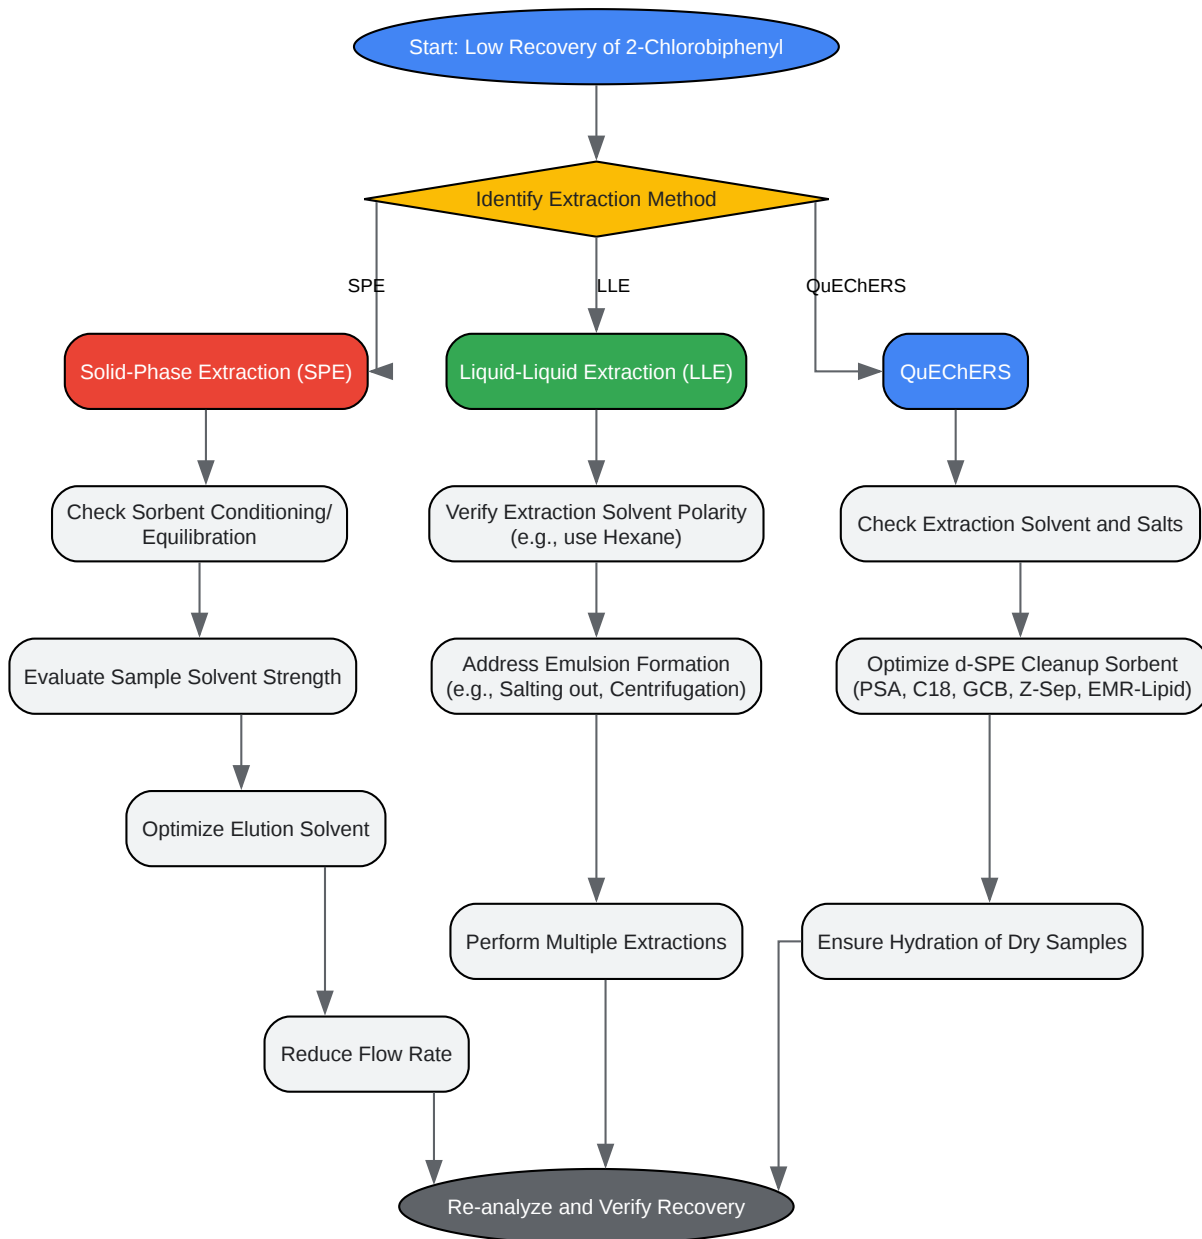 Start: Low Recovery of 2-Chlorobiphenyl
Identify Extraction Method
SPE
LLE
QuEChERS
Solid-Phase Extraction (SPE)
Liquid-Liquid Extraction (LLE)
QuEChERS
Check Sorbent Conditioning/
Equilibration
Verify Extraction Solvent Polarity
(e.g., use Hexane)
Check Extraction Solvent and Salts
Evaluate Sample Solvent Strength
Address Emulsion Formation
(e.g., Salting out, Centrifugation)
Optimize d-SPE Cleanup Sorbent
(PSA, C18, GCB, Z-Sep, EMR-Lipid)
Optimize Elution Solvent
Perform Multiple Extractions
Ensure Hydration of Dry Samples
Reduce Flow Rate
Re-analyze and Verify Recovery